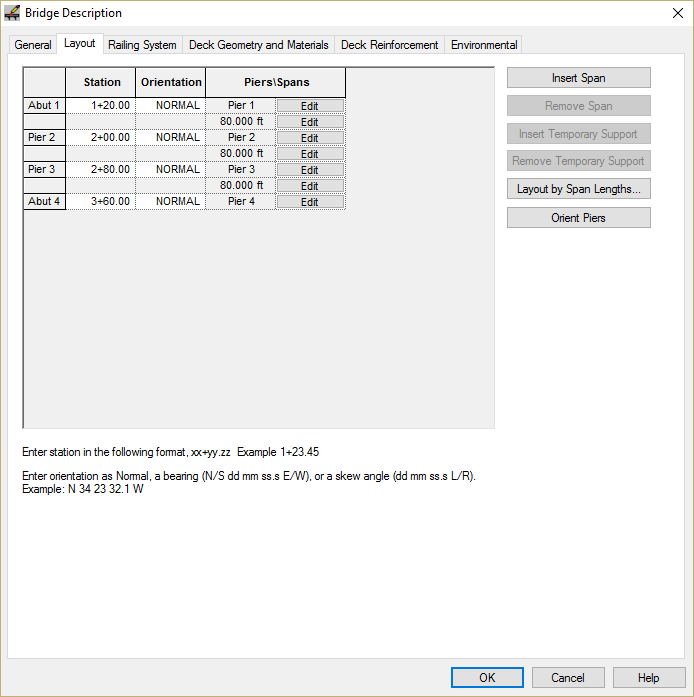 Bridge Description
General Layout Railing System Deck Geometry and Materials Deck Reinforcement Environmental
Station Orientation Piers\Spans
Abut 1 1+20.00 NORMAL Pier 1 Edit
80.000 ft Edit
Pier 2 2+00.00 NORMAL Pier 2 Edit
80.000 ft Edit
Pier 3 2+80.00 NORMAL Pier 3 Edit
80.000 ft Edit
Abut 4 3+60.00 NORMAL Pier 4 Edit
Insert Span
Remove Span
Insert Temporary Support
Remove Temporary Support
Layout by Span Lengths...
Orient Piers
Enter station in the following format, xx+yy.zz Example 1+23.45
Enter orientation as Normal, a bearing (N/S dd mm ss.s E/W), or a skew angle (dd mm ss.s L/R).
Example: N 34 23 32.1 W
OK Cancel Help